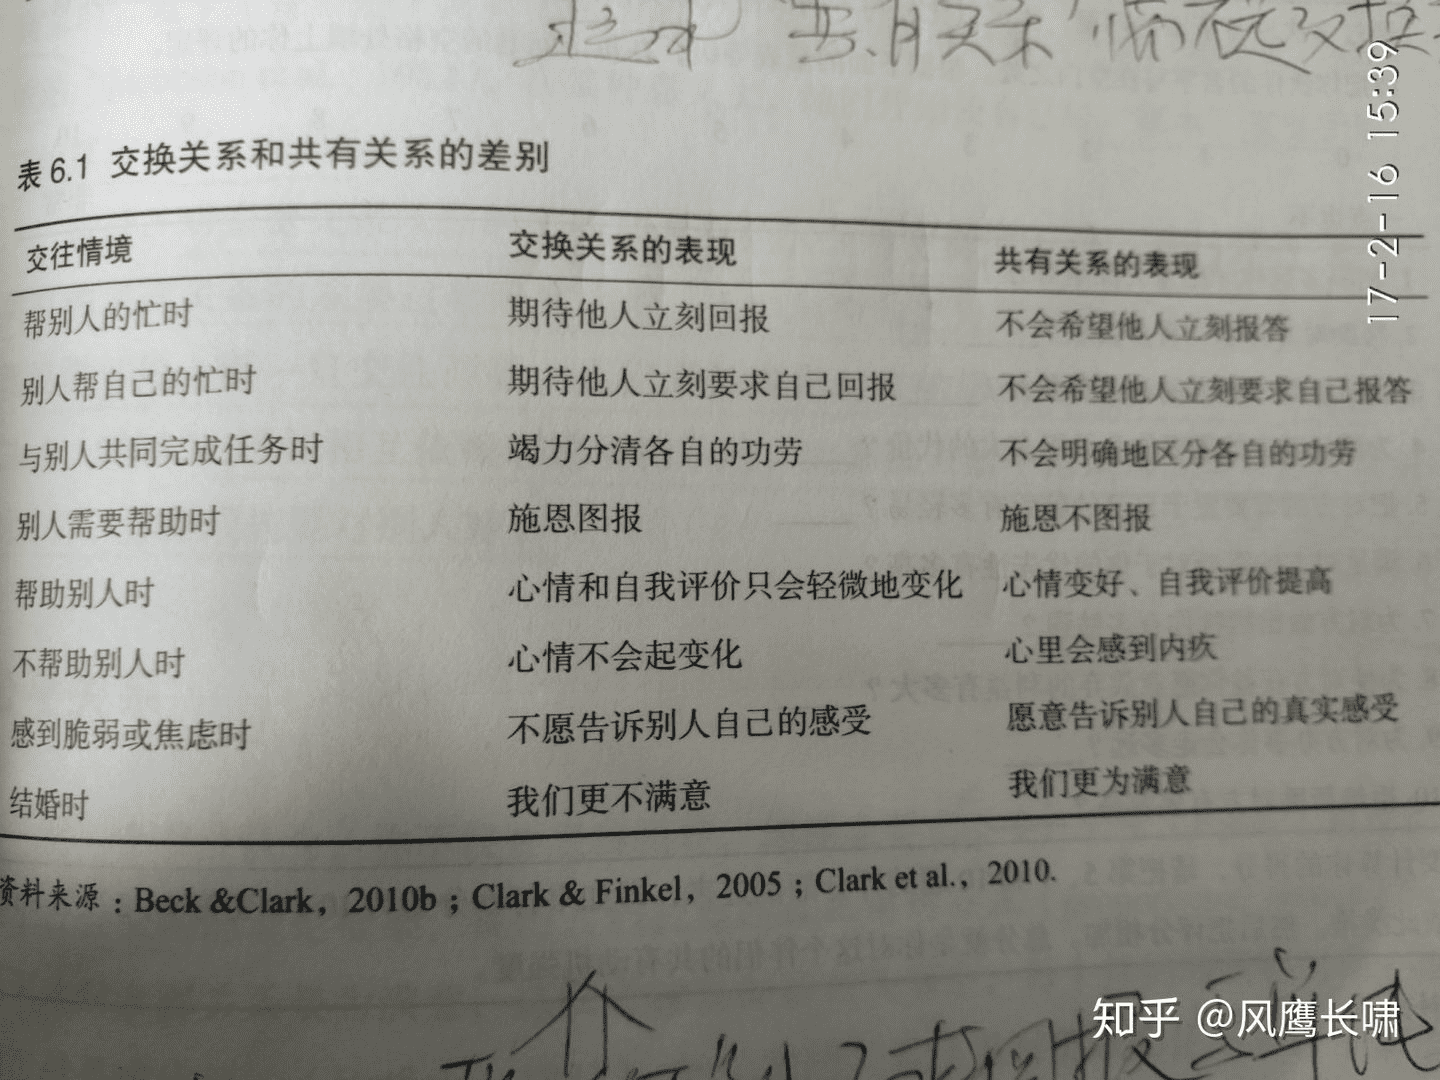 追求“共有关系”
17-2-16 15:39
表 6.1 交换关系和共有关系的差别
交往情境 交换关系的表现 共有关系的表现
帮别人的忙时 期待他人立刻回报 不会希望他人立刻报答
别人帮自己的忙时 期待他人立刻要求自己回报 不会希望他人立刻要求自己报答
与别人共同完成任务时 竭力分清各自的功劳 不会明确地区分各自的功劳
别人需要帮助时 施恩图报 施恩不图报
帮助别人时 心情和自我评价只会轻微地变化 心情变好、自我评价提高
不帮助别人时 心情不会起变化 心里会感到内疚
感到脆弱或焦虑时 不愿告诉别人自己的感受 愿意告诉别人自己的真实感受
结婚时 我们更不满意 我们更为满意
资料来源：Beck &Clark，2010b；Clark & Finkel，2005；Clark et al.，2010.
知乎 @风鹰长啸